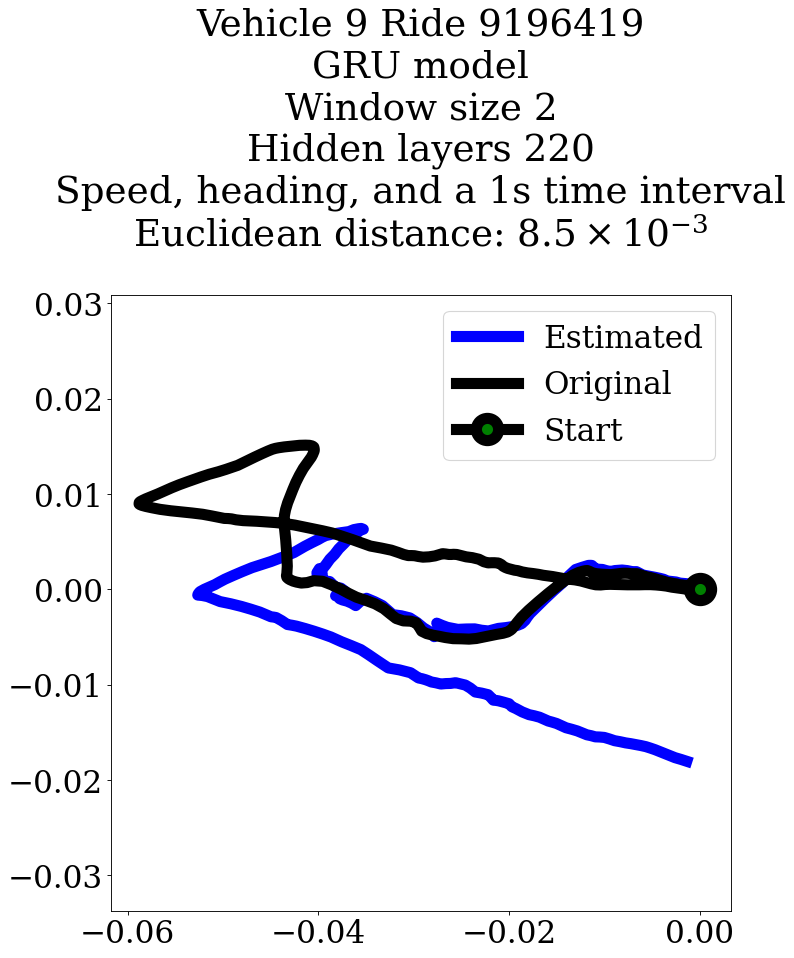 Vehicle 9 Ride 9196419
GRU model
Window size 2
Hidden layers 220
Speed, heading, and a 1s time interval
Euclidean distance: 8.5 × 10⁻³
0.03
0.02
0.01
0.00
−0.01
−0.02
−0.03
Estimated
Original
Start
−0.06
−0.04
−0.02
0.00